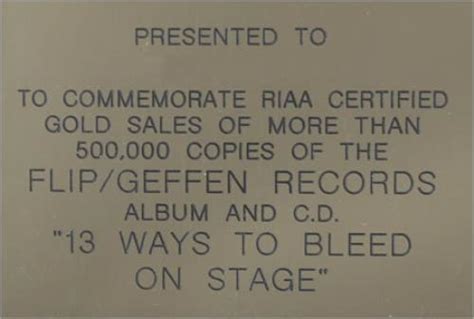 PRESENTED TO
TO COMMEMORATE RIAA CERTIFIED
GOLD SALES OF MORE THAN
500,000 COPIES OF THE
FLIP/GEFFEN RECORDS
ALBUM AND C.D.
"13 WAYS TO BLEED
ON STAGE"